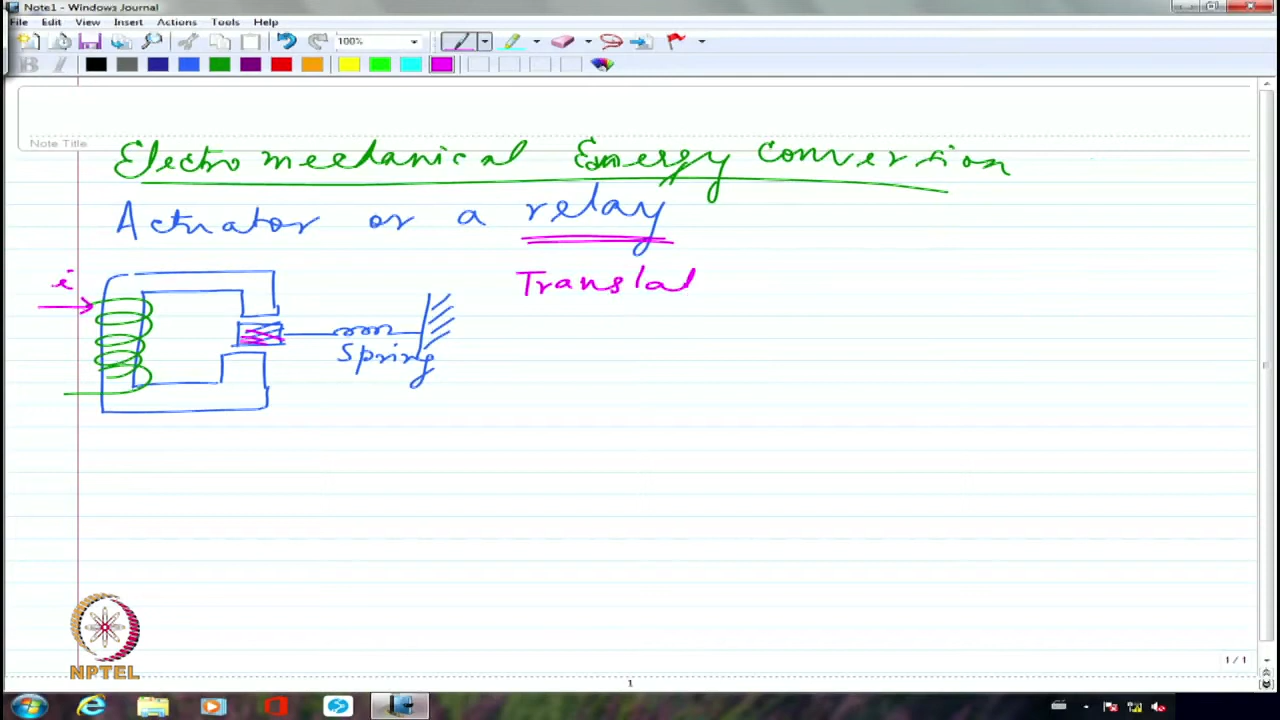 Note1 - Windows Journal
File Edit View Insert Actions Tools Help
100%
B I
Note Title
Electromechanical Energy conversion
Actuator or a relay
i
Translat
Spring
NPTEL
1 / 1
1